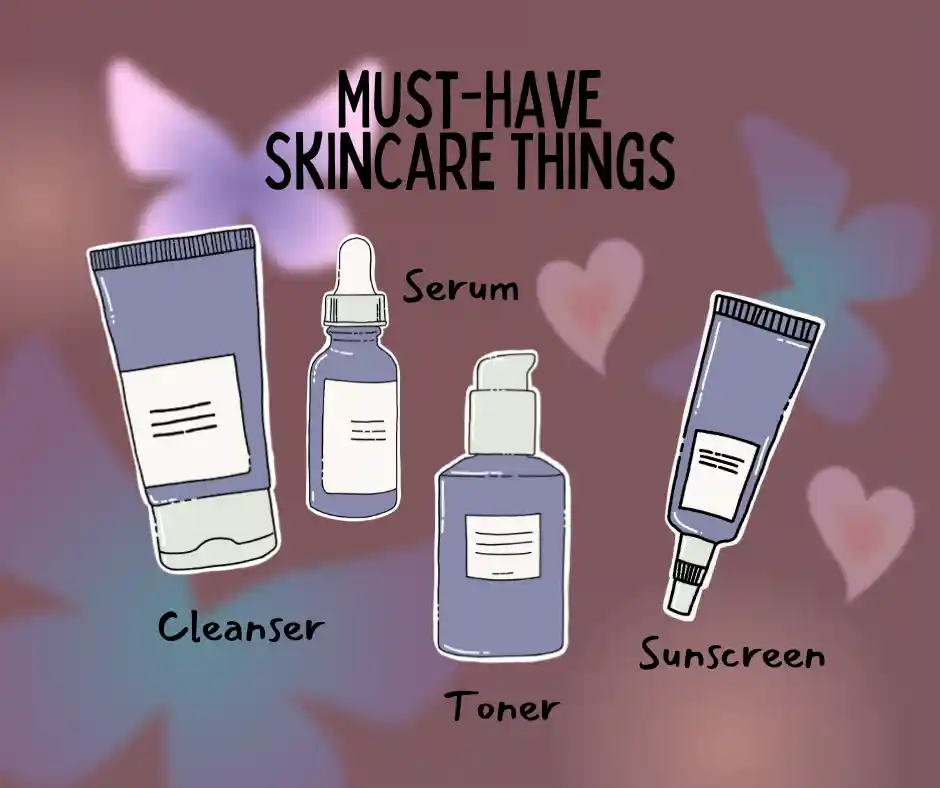 MUST-HAVE
SKINCARE THINGS
Serum
Cleanser
Sunscreen
Toner